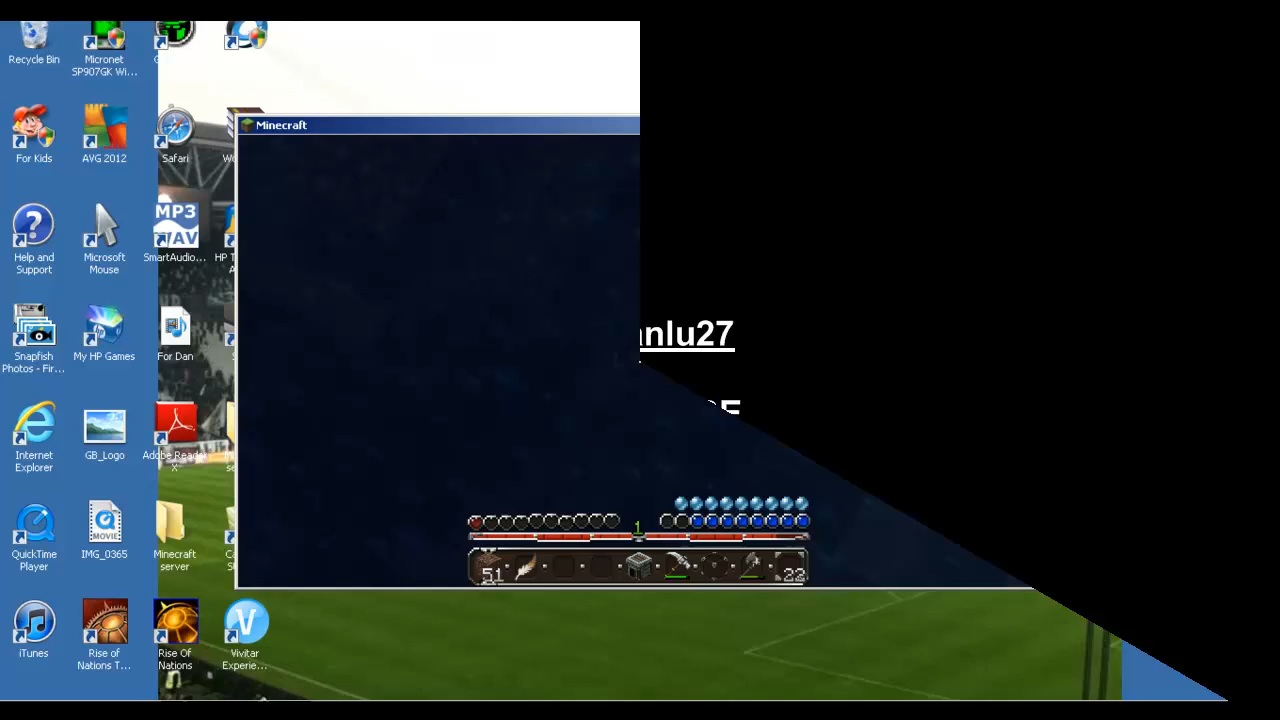 Recycle Bin
Micronet
SP907GK Wi...
Minecraft
For Kids
AVG 2012
Safari
MP3
WAV
Help and
Support
Microsoft
Mouse
SmartAudio...
HP T
anlu27
Snapfish
Photos - Fir...
My HP Games
For Dan
Internet
Explorer
GB_Logo
Adobe Reader
X
QuickTime
Player
IMG_0365
MOVIE
Minecraft
server
1
51
22
iTunes
Rise of
Nations T...
Rise Of
Nations
Vivitar
Experie...